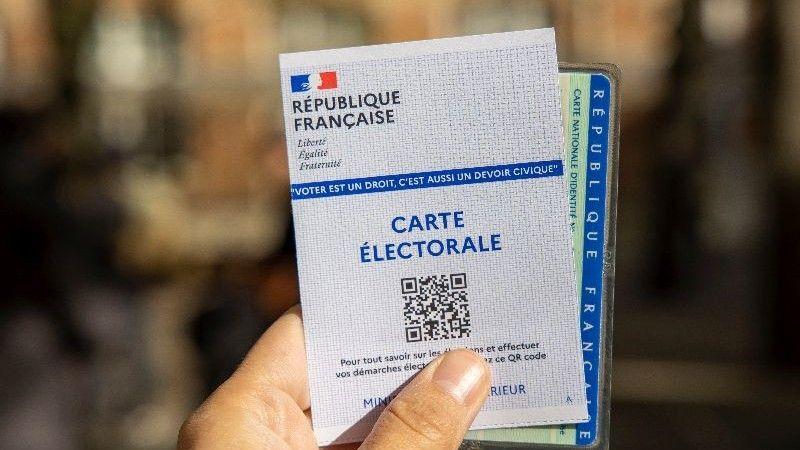 RÉPUBLIQUE
FRANÇAISE
Liberté
Égalité
Fraternité
"VOTER EST UN DROIT, C'EST AUSSI UN DEVOIR CIVIQUE"
CARTE
ÉLECTORALE
Pour tout savoir sur les et effectuer
vos démarches ce QR code
RÉPUBLIQUE FRANÇAISE
CARTE NATIONALE D'IDENTITÉ N°